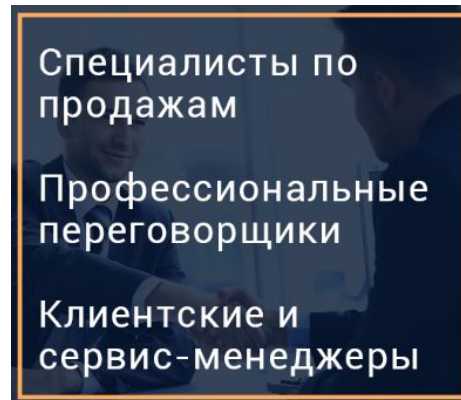 Специалисты по
продажам
Профессиональные
переговорщики
Клиентские и
сервис-менеджеры